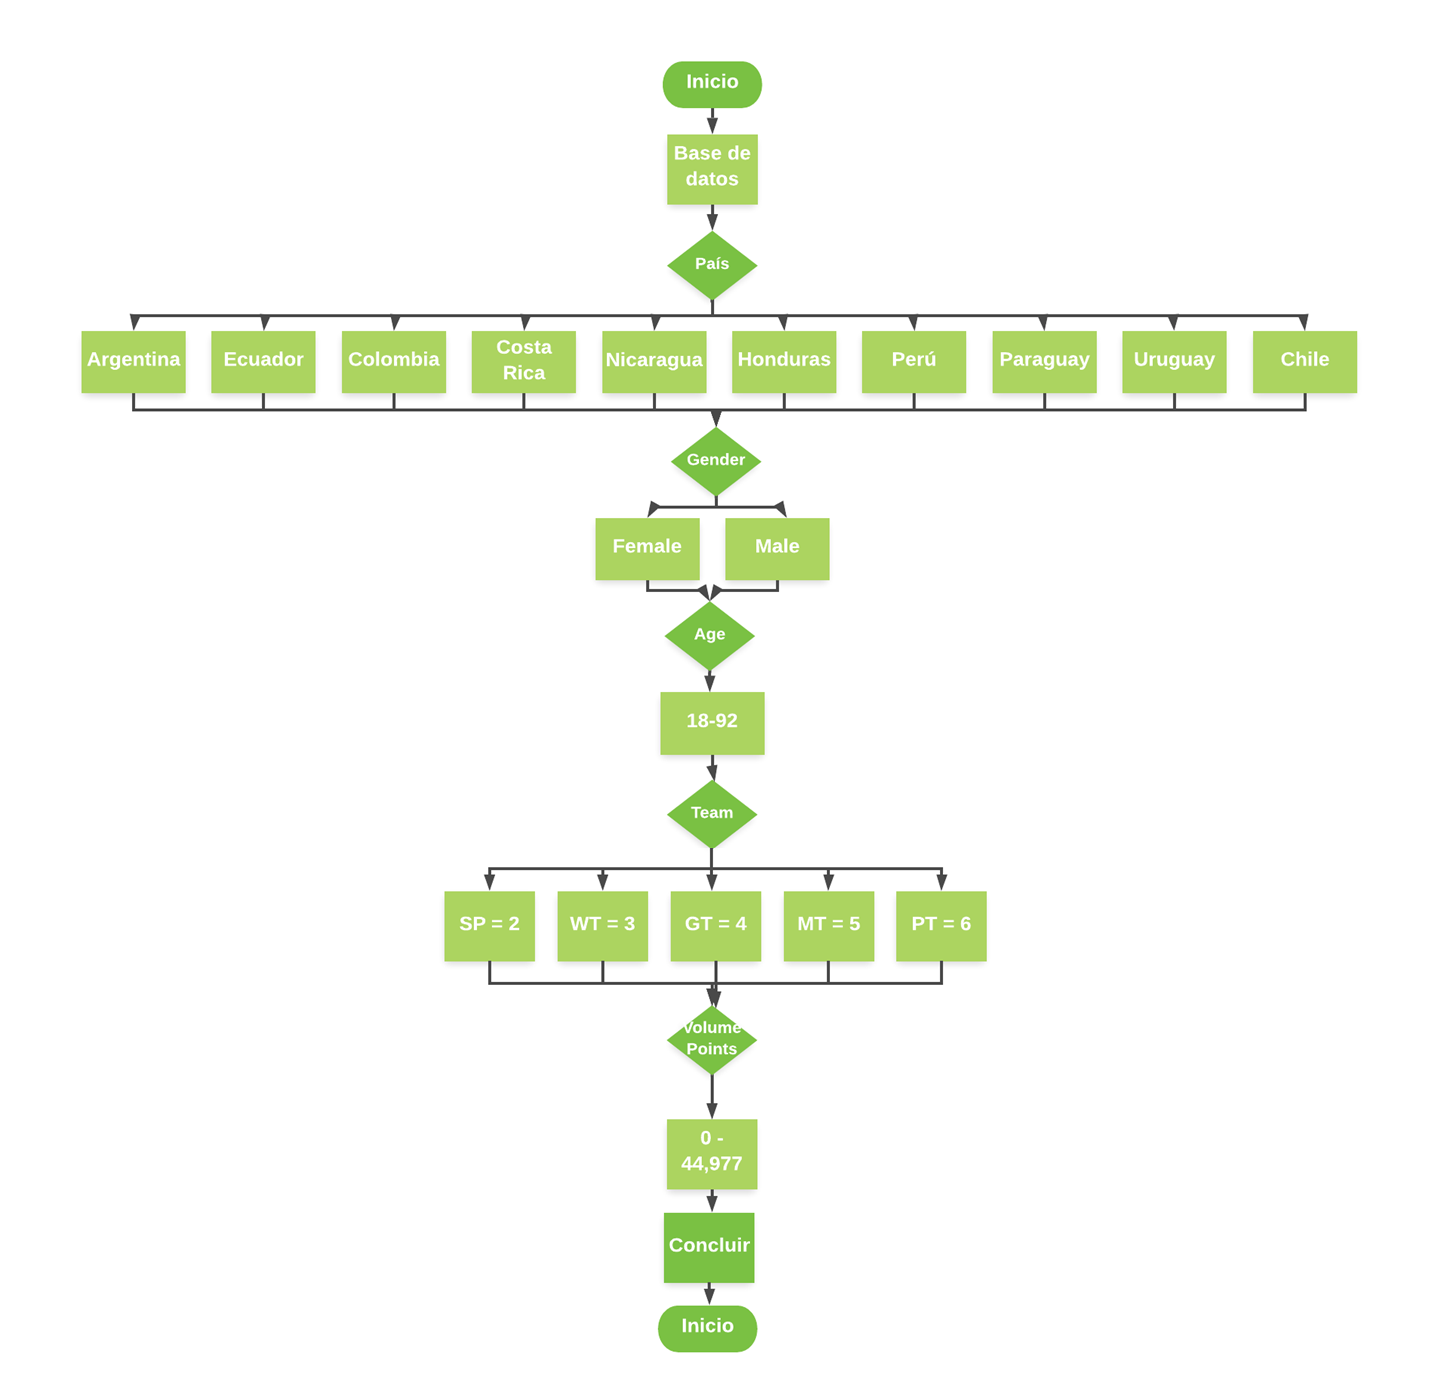 Inicio
Base de
datos
País
Argentina
Ecuador
Colombia
Costa
Rica
Nicaragua
Honduras
Perú
Paraguay
Uruguay
Chile
Gender
Female
Male
Age
18-92
Team
SP = 2
WT = 3
GT = 4
MT = 5
PT = 6
Volume
Points
0 -
44,977
Concluir
Inicio